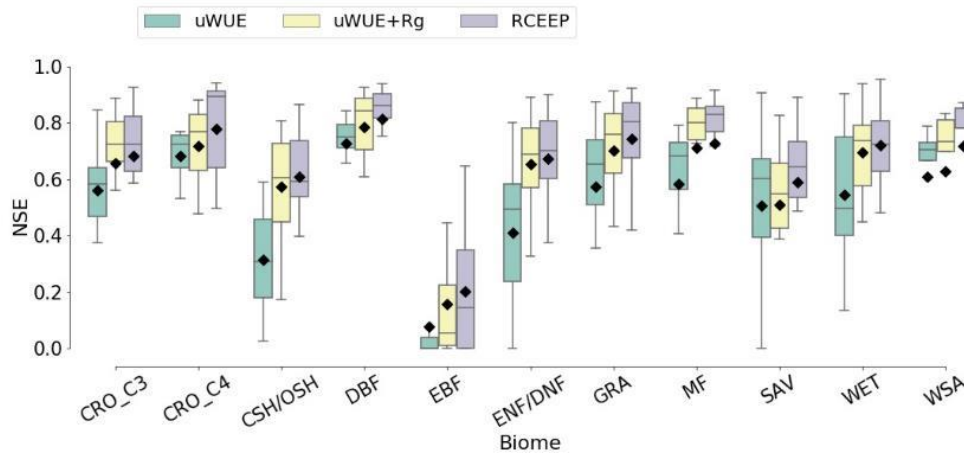 uWUE uWUE+Rg RCEEP
1.0
0.8
0.6
0.4
0.2
0.0
NSE
CRO_C3 CRO_C4 CSH/OSH DBF EBF ENF/DNF GRA MF SAV WET WSA
Biome